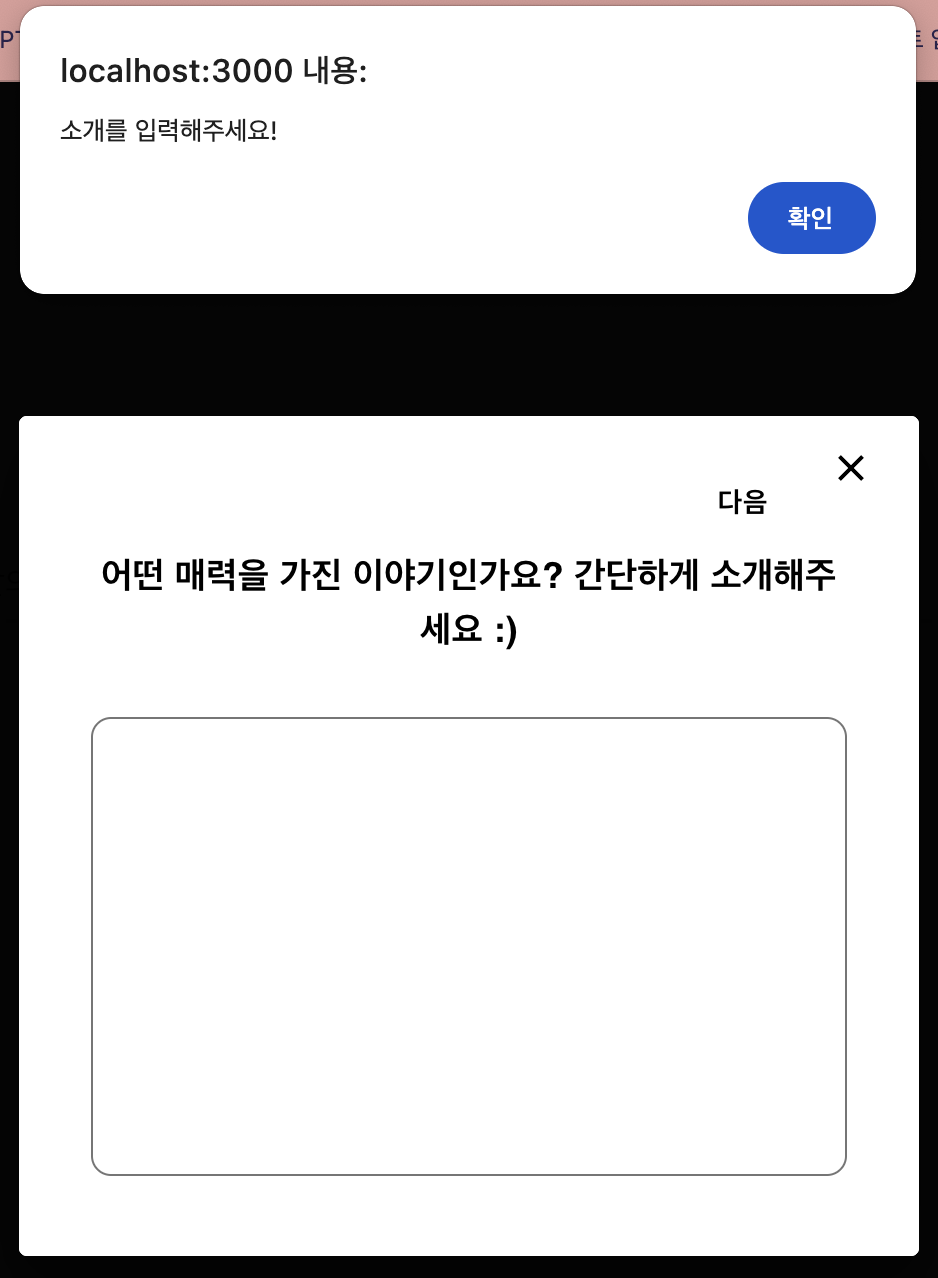 localhost:3000 내용:
소개를 입력해주세요!
확인
다음
어떤 매력을 가진 이야기인가요? 간단하게 소개해주
세요 :)